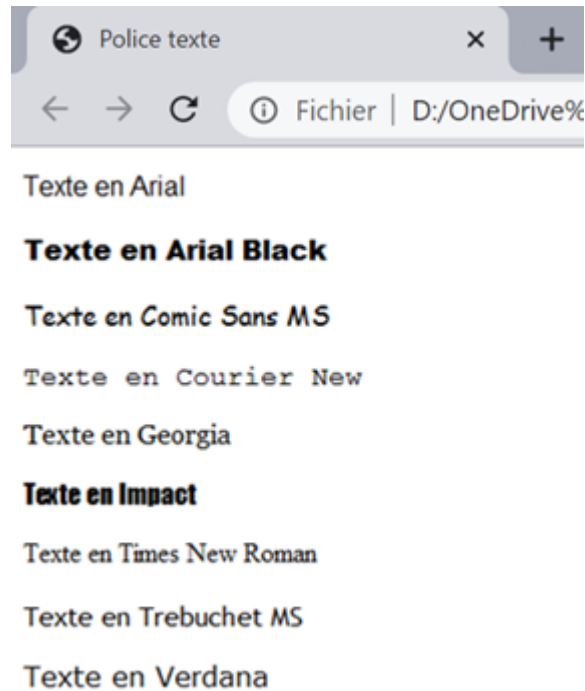 Police texte
Fichier | D:/OneDrive%
Texte en Arial
Texte en Arial Black
Texte en Comic Sans MS
Texte en Courier New
Texte en Georgia
Texte en Impact
Texte en Times New Roman
Texte en Trebuchet MS
Texte en Verdana